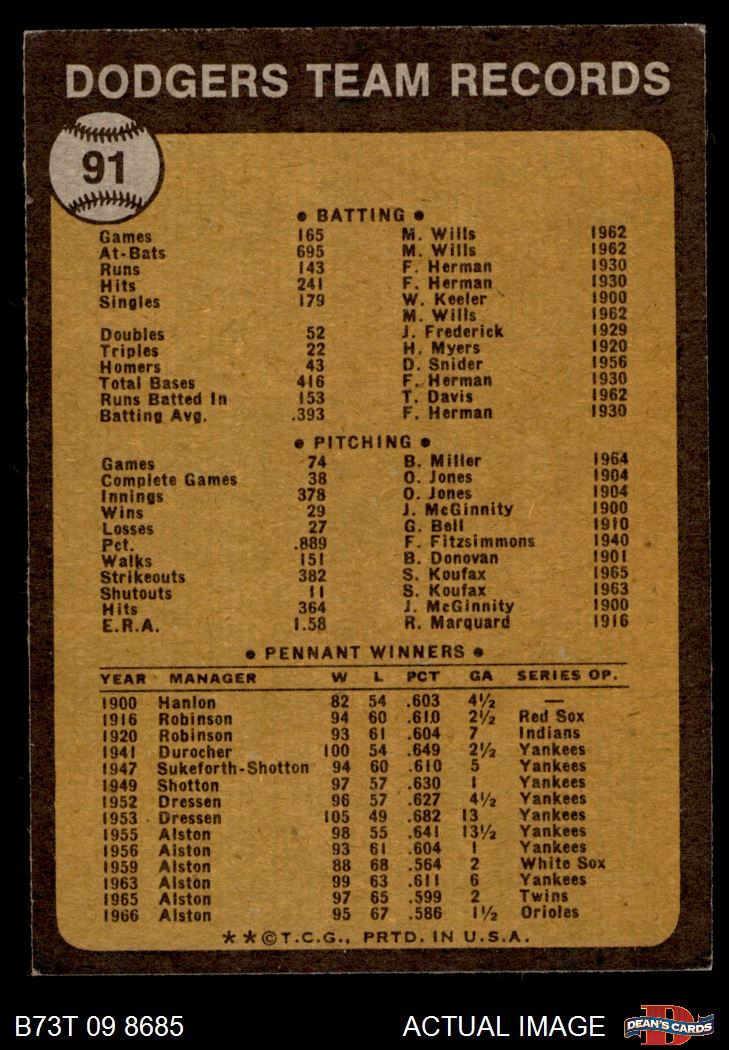 DODGERS TEAM RECORDS
91
● BATTING ●
Games 165 M. Wills 1962
At-Bats 695 M. Wills 1962
Runs 143 F. Herman 1930
Hits 241 F. Herman 1930
Singles 179 W. Keeler 1900
M. Wills 1962
Doubles 52 J. Frederick 1929
Triples 22 H. Myers 1920
Homers 43 D. Snider 1956
Total Bases 416 F. Herman 1930
Runs Batted In 153 T. Davis 1962
Batting Avg. .393 F. Herman 1930
● PITCHING ●
Games 74 B. Miller 1964
Complete Games 38 O. Jones 1904
Innings 378 O. Jones 1904
Wins 29 J. McGinnity 1900
Losses 27 G. Bell 1910
Pct. .889 F. Fitzsimmons 1940
Walks 151 B. Donovan 1901
Strikeouts 382 S. Koufax 1965
Shutouts 11 S. Koufax 1963
Hits 364 J. McGinnity 1900
E.R.A. 1.58 R. Marquard 1916
● PENNANT WINNERS ●
YEAR MANAGER W L PCT GA SERIES OP.
1900 Hanlon 82 54 .603 4½ —
1916 Robinson 94 60 .610 2½ Red Sox
1920 Robinson 93 61 .604 7 Indians
1941 Durocher 100 54 .649 2½ Yankees
1947 Sukeforth-Shotton 94 60 .610 5 Yankees
1949 Shotton 97 57 .630 1 Yankees
1952 Dressen 96 57 .627 4½ Yankees
1953 Dressen 105 49 .682 13 Yankees
1955 Alston 98 55 .641 13½ Yankees
1956 Alston 93 61 .604 1 Yankees
1959 Alston 88 68 .564 2 White Sox
1963 Alston 99 63 .611 6 Yankees
1965 Alston 97 65 .599 2 Twins
1966 Alston 95 67 .586 1½ Orioles
★★©T.C.G., PRTD. IN U.S.A.
B73T 09 8685 ACTUAL IMAGE DEAN'S CARDS